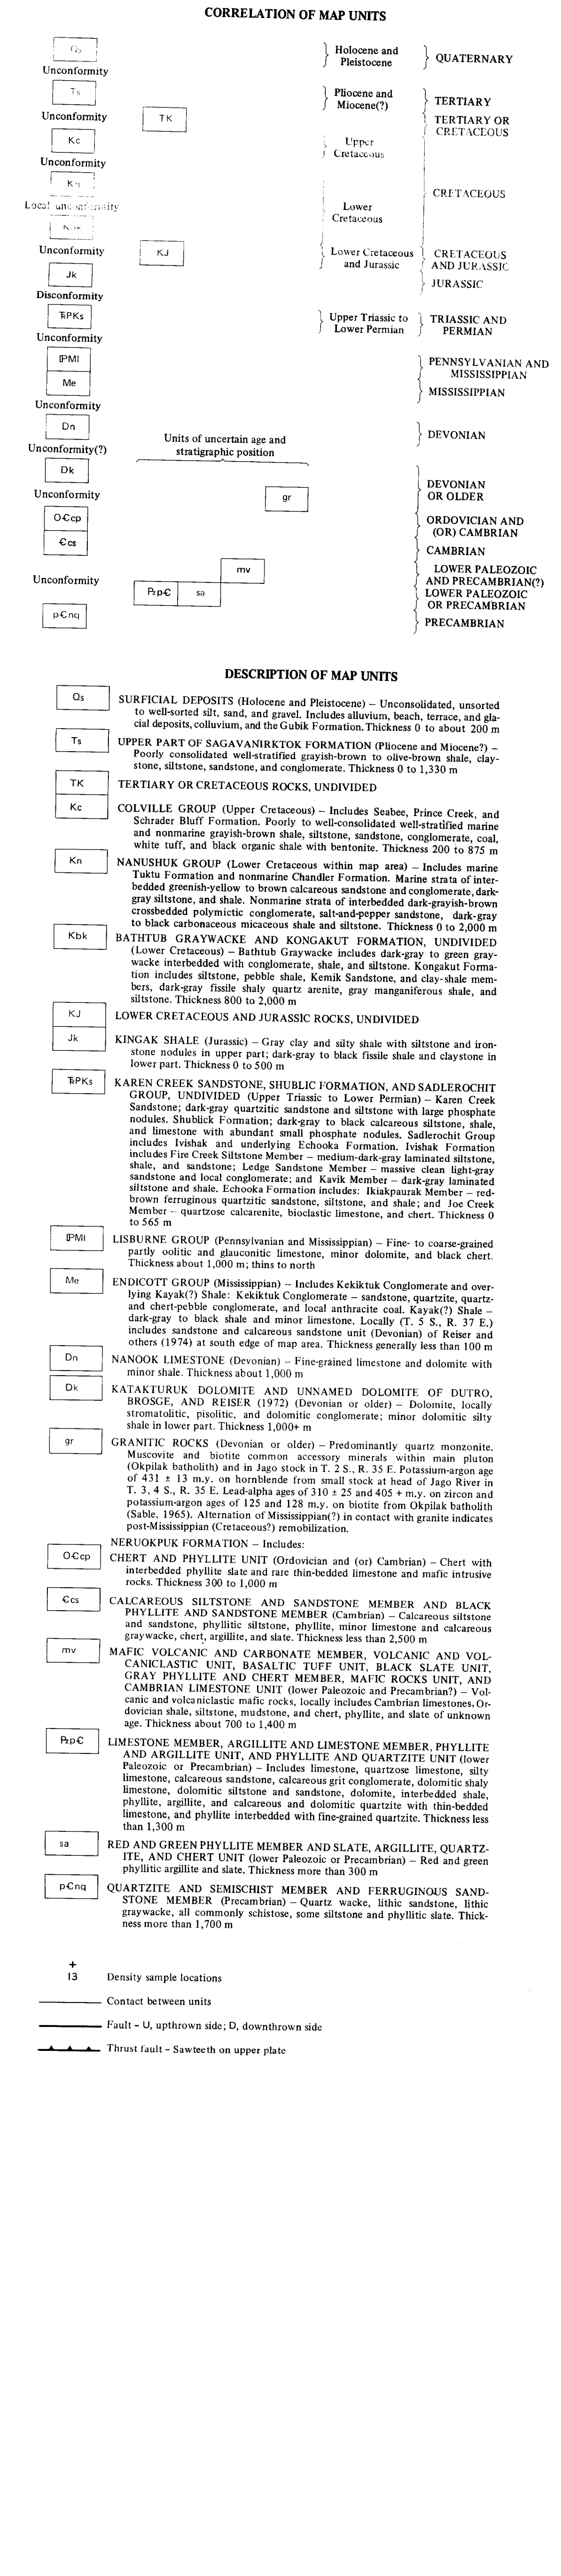 CORRELATION OF MAP UNITS
Qs
Holocene and
Pleistocene
QUATERNARY
Unconformity
Ts
Pliocene and
Miocene(?)
TERTIARY
Unconformity
TK
TERTIARY OR
CRETACEOUS
Kc
Upper
Cretaceous
Unconformity
Kn
CRETACEOUS
Local unconformity
Lower
Cretaceous
Kbk
Unconformity
KJ
Lower Cretaceous
and Jurassic
CRETACEOUS
AND JURASSIC
Jk
JURASSIC
Disconformity
TRPKs
Upper Triassic to
Lower Permian
TRIASSIC AND
PERMIAN
Unconformity
IPMl
PENNSYLVANIAN AND
MISSISSIPPIAN
Me
MISSISSIPPIAN
Unconformity
Dn
DEVONIAN
Unconformity(?)
Units of uncertain age and
stratigraphic position
Dk
Unconformity
gr
DEVONIAN
OR OLDER
O€cp
ORDOVICIAN AND
(OR) CAMBRIAN
€cs
CAMBRIAN
mv
LOWER PALEOZOIC
AND PRECAMBRIAN(?)
Unconformity
Pzp€
sa
LOWER PALEOZOIC
OR PRECAMBRIAN
p€nq
PRECAMBRIAN
DESCRIPTION OF MAP UNITS
Qs
SURFICIAL DEPOSITS (Holocene and Pleistocene) – Unconsolidated, unsorted
to well-sorted silt, sand, and gravel. Includes alluvium, beach, terrace, and gla-
cial deposits, colluvium, and the Gubik Formation. Thickness 0 to about 200 m
Ts
UPPER PART OF SAGAVANIRKTOK FORMATION (Pliocene and Miocene?) –
Poorly consolidated well-stratified grayish-brown to olive-brown shale, clay-
stone, siltstone, sandstone, and conglomerate. Thickness 0 to 1,330 m
TK
TERTIARY OR CRETACEOUS ROCKS, UNDIVIDED
Kc
COLVILLE GROUP (Upper Cretaceous) – Includes Seabee, Prince Creek, and
Schrader Bluff Formation. Poorly to well-consolidated well-stratified marine
and nonmarine grayish-brown shale, siltstone, sandstone, conglomerate, coal,
white tuff, and black organic shale with bentonite. Thickness 200 to 875 m
Kn
NANUSHUK GROUP (Lower Cretaceous within map area) – Includes marine
Tuktu Formation and nonmarine Chandler Formation. Marine strata of inter-
bedded greenish-yellow to brown calcareous sandstone and conglomerate, dark-
gray siltstone, and shale. Nonmarine strata of interbedded dark-grayish-brown
crossbedded polymictic conglomerate, salt-and-pepper sandstone, dark-gray
to black carbonaceous micaceous shale and siltstone. Thickness 0 to 2,000 m
Kbk
BATHTUB GRAYWACKE AND KONGAKUT FORMATION, UNDIVIDED
(Lower Cretaceous) – Bathtub Graywacke includes dark-gray to green gray-
wacke interbedded with conglomerate, shale, and siltstone. Kongakut Forma-
tion includes siltstone, pebble shale, Kemik Sandstone, and clay-shale mem-
bers, dark-gray fissile shaly quartz arenite, gray manganiferous shale, and
siltstone. Thickness 800 to 2,000 m
KJ
LOWER CRETACEOUS AND JURASSIC ROCKS, UNDIVIDED
Jk
KINGAK SHALE (Jurassic) – Gray clay and silty shale with siltstone and iron-
stone nodules in upper part; dark-gray to black fissile shale and claystone in
lower part. Thickness 0 to 500 m
TRPKs
KAREN CREEK SANDSTONE, SHUBLIC FORMATION, AND SADLEROCHIT
GROUP, UNDIVIDED (Upper Triassic to Lower Permian) – Karen Creek
Sandstone; dark-gray quartzitic sandstone and siltstone with large phosphate
nodules. Shublick Formation; dark-gray to black calcareous siltstone, shale,
and limestone with abundant small phosphate nodules. Sadlerochit Group
includes Ivishak and underlying Echooka Formation. Ivishak Formation
includes Fire Creek Siltstone Member – medium-dark-gray laminated siltstone,
shale, and sandstone; Ledge Sandstone Member – massive clean light-gray
sandstone and local conglomerate; and Kavik Member – dark-gray laminated
siltstone and shale. Echooka Formation includes: Ikiakpaurak Member – red-
brown ferruginous quartzitic sandstone, siltstone, and shale; and Joe Creek
Member – quartzose calcarenite, bioclastic limestone, and chert. Thickness 0
to 565 m
IPMl
LISBURNE GROUP (Pennsylvanian and Mississippian) – Fine- to coarse-grained
partly oolitic and glauconitic limestone, minor dolomite, and black chert.
Thickness about 1,000 m; thins to north
Me
ENDICOTT GROUP (Mississippian) – Includes Kekiktuk Conglomerate and over-
lying Kayak(?) Shale: Kekiktuk Conglomerate – sandstone, quartzite, quartz-
and chert-pebble conglomerate, and local anthracite coal. Kayak(?) Shale –
dark-gray to black shale and minor limestone. Locally (T. 5 S., R. 37 E.)
includes sandstone and calcareous sandstone unit (Devonian) of Reiser and
others (1974) at south edge of map area. Thickness generally less than 100 m
Dn
NANOOK LIMESTONE (Devonian) – Fine-grained limestone and dolomite with
minor shale. Thickness about 1,000 m
Dk
KATAKTURUK DOLOMITE AND UNNAMED DOLOMITE OF DUTRO,
BROSGE, AND REISER (1972) (Devonian or older) – Dolomite, locally
stromatolitic, pisolitic, and dolomitic conglomerate; minor dolomitic silty
shale in lower part. Thickness 1,000+ m
gr
GRANITIC ROCKS (Devonian or older) – Predominantly quartz monzonite.
Muscovite and biotite common accessory minerals within main pluton
(Okpilak batholith) and in Jago stock in T. 2 S., R. 35 E. Potassium-argon age
of 431 ± 13 m.y. on hornblende from small stock at head of Jago River in
T. 3, 4 S., R. 35 E. Lead-alpha ages of 310 ± 25 and 405 + m.y. on zircon and
potassium-argon ages of 125 and 128 m.y. on biotite from Okpilak batholith
(Sable, 1965). Alternation of Mississippian(?) in contact with granite indicates
post-Mississippian (Cretaceous?) remobilization.
NERUOKPUK FORMATION – Includes:
O€cp
CHERT AND PHYLLITE UNIT (Ordovician and (or) Cambrian) – Chert with
interbedded phyllite slate and rare thin-bedded limestone and mafic intrusive
rocks. Thickness 300 to 1,000 m
€cs
CALCAREOUS SILTSTONE AND SANDSTONE MEMBER AND BLACK
PHYLLITE AND SANDSTONE MEMBER (Cambrian) – Calcareous siltstone
and sandstone, phyllitic siltstone, phyllite, minor limestone and calcareous
graywacke, chert, argillite, and slate. Thickness less than 2,500 m
mv
MAFIC VOLCANIC AND CARBONATE MEMBER, VOLCANIC AND VOL-
CANICLASTIC UNIT, BASALTIC TUFF UNIT, BLACK SLATE UNIT,
GRAY PHYLLITE AND CHERT MEMBER, MAFIC ROCKS UNIT, AND
CAMBRIAN LIMESTONE UNIT (lower Paleozoic and Precambrian?) – Vol-
canic and volcaniclastic mafic rocks, locally includes Cambrian limestones, Or-
dovician shale, siltstone, mudstone, and chert, phyllite, and slate of unknown
age. Thickness about 700 to 1,400 m
Pzp€
LIMESTONE MEMBER, ARGILLITE AND LIMESTONE MEMBER, PHYLLITE
AND ARGILLITE UNIT, AND PHYLLITE AND QUARTZITE UNIT (lower
Paleozoic or Precambrian) – Includes limestone, quartzose limestone, silty
limestone, calcareous sandstone, calcareous grit conglomerate, dolomitic shaly
limestone, dolomitic siltstone and sandstone, dolomite, interbedded shale,
phyllite, argillite, and calcareous and dolomitic quartzite with thin-bedded
limestone, and phyllite interbedded with fine-grained quartzite. Thickness less
than 1,300 m
sa
RED AND GREEN PHYLLITE MEMBER AND SLATE, ARGILLITE, QUARTZ-
ITE, AND CHERT UNIT (lower Paleozoic or Precambrian) – Red and green
phyllitic argillite and slate. Thickness more than 300 m
p€nq
QUARTZITE AND SEMISCHIST MEMBER AND FERRUGINOUS SAND-
STONE MEMBER (Precambrian) – Quartz wacke, lithic sandstone, lithic
graywacke, all commonly schistose, some siltstone and phyllitic slate. Thick-
ness more than 1,700 m
+
13
Density sample locations
Contact between units
Fault – U, upthrown side; D, downthrown side
Thrust fault – Sawteeth on upper plate